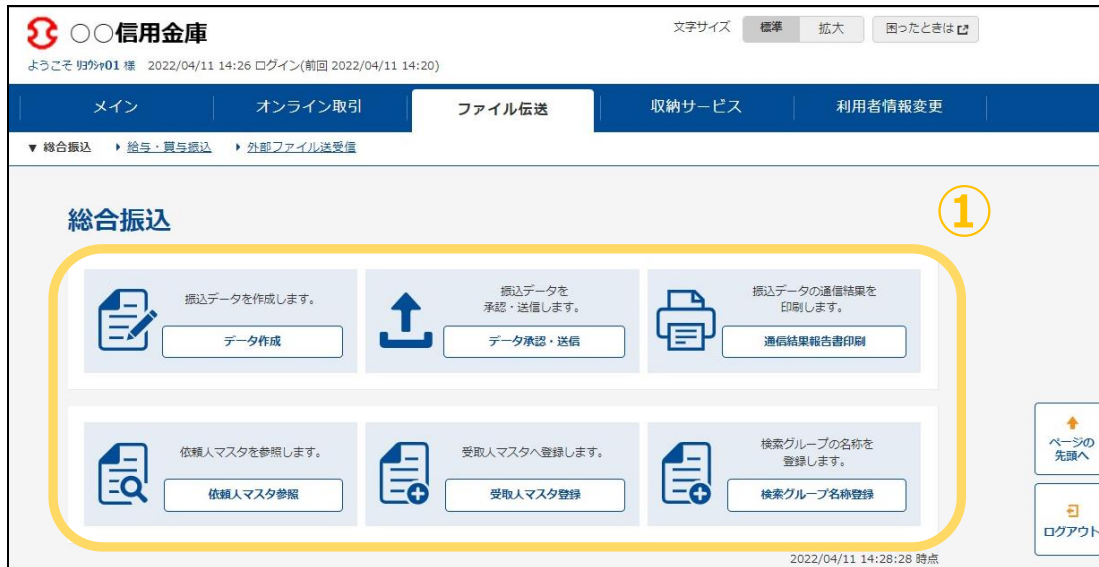 ○○信用金庫
文字サイズ 標準 拡大 困ったときは
ようこそ ﾘﾖｳｼｬ01 様 2022/04/11 14:26 ログイン(前回 2022/04/11 14:20)
メイン オンライン取引 ファイル伝送 収納サービス 利用者情報変更
▼ 総合振込 給与・賞与振込 外部ファイル送受信
総合振込
①
振込データを作成します。
データ作成
振込データを
承認・送信します。
データ承認・送信
振込データの通信結果を
印刷します。
通信結果報告書印刷
依頼人マスタを参照します。
依頼人マスタ参照
受取人マスタへ登録します。
受取人マスタ登録
検索グループの名称を
登録します。
検索グループ名称登録
ページの
先頭へ
ログアウト
2022/04/11 14:28:28 時点